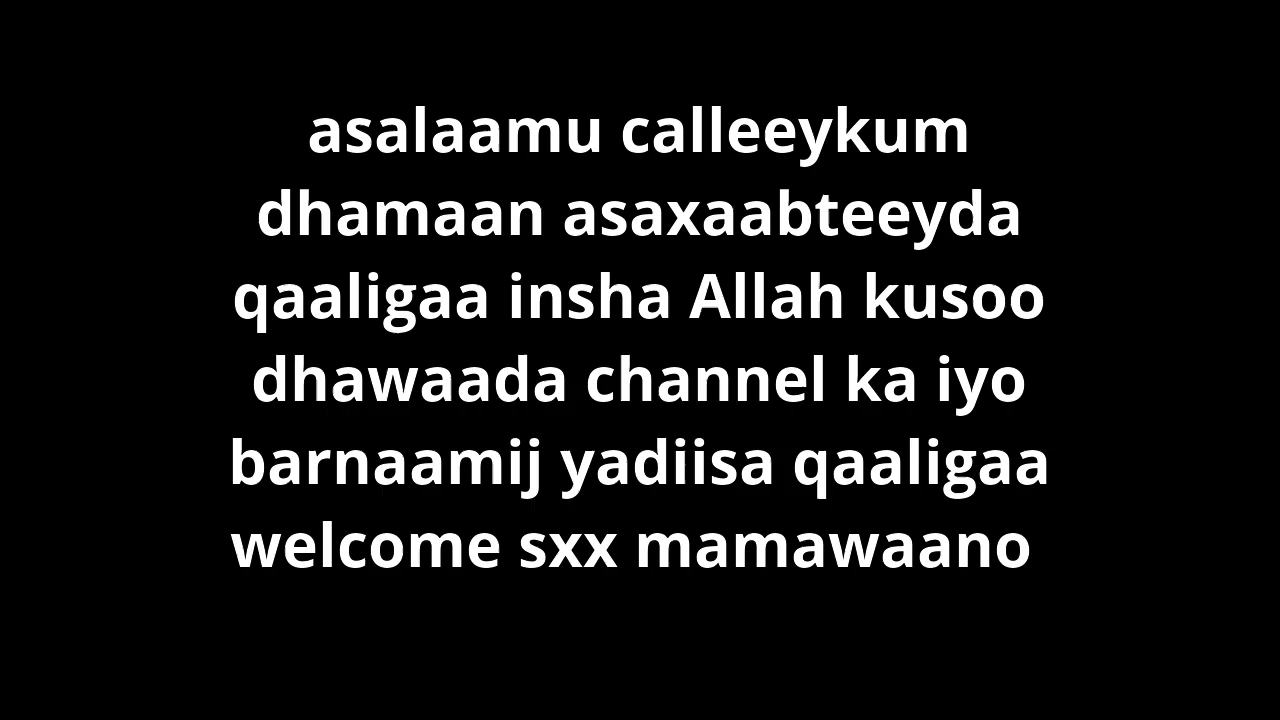 asalaamu calleeykum
dhamaan asaxaabteeyda
qaaligaa insha Allah kusoo
dhawaada channel ka iyo
barnaamij yadiisa qaaligaa
welcome sxx mamawaano